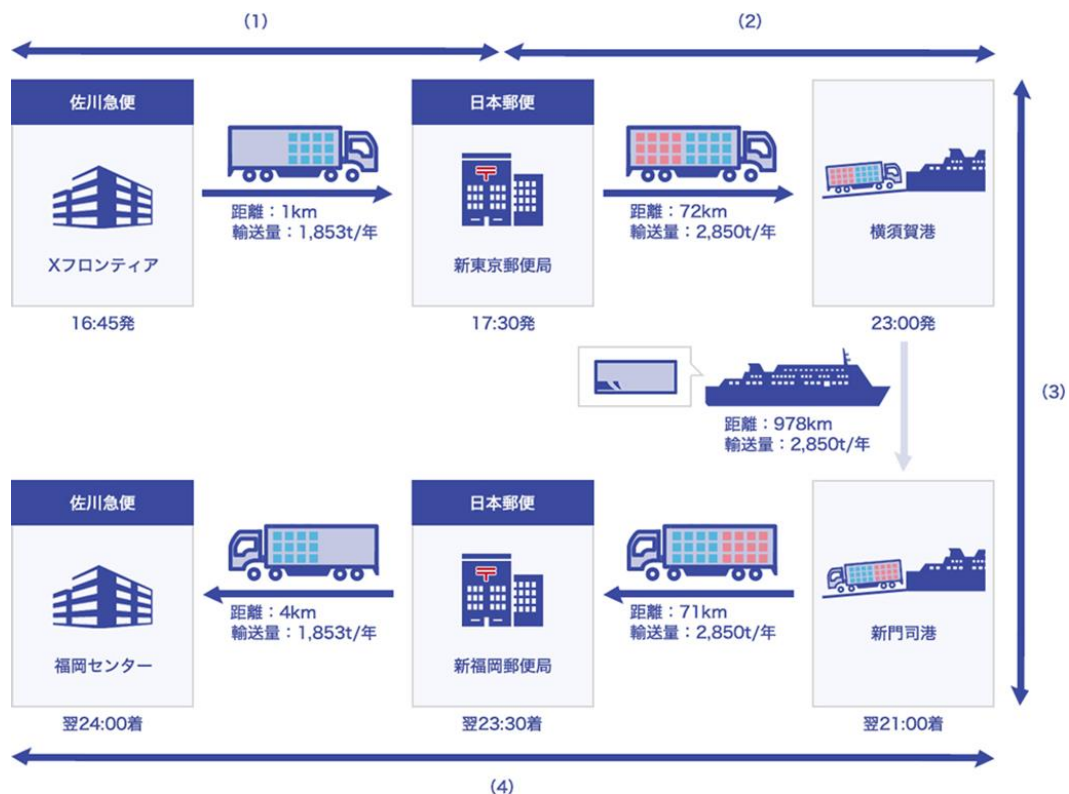 (1)
(2)
佐川急便
日本郵便
距離：1km
輸送量：1,853t/年
距離：72km
輸送量：2,850t/年
Xフロンティア
新東京郵便局
横須賀港
16:45発
17:30発
23:00発
距離：978km
輸送量：2,850t/年
(3)
佐川急便
日本郵便
距離：4km
輸送量：1,853t/年
距離：71km
輸送量：2,850t/年
福岡センター
新福岡郵便局
新門司港
翌24:00着
翌23:30着
翌21:00着
(4)